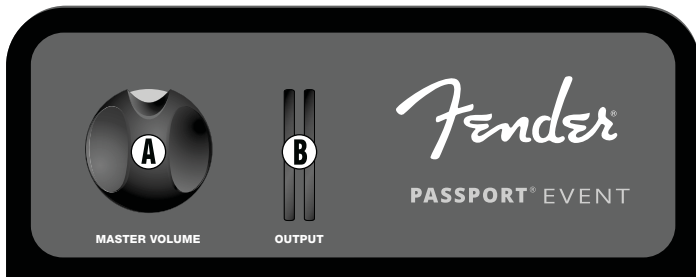 A
B
Fender®
PASSPORT® EVENT
MASTER VOLUME
OUTPUT